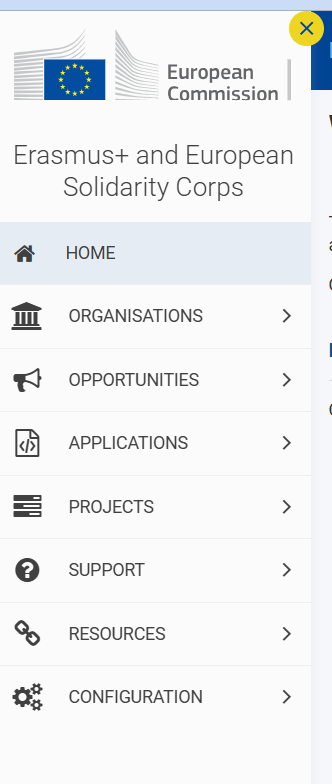 European
Commission
Erasmus+ and European
Solidarity Corps
HOME
ORGANISATIONS
OPPORTUNITIES
APPLICATIONS
PROJECTS
SUPPORT
RESOURCES
CONFIGURATION